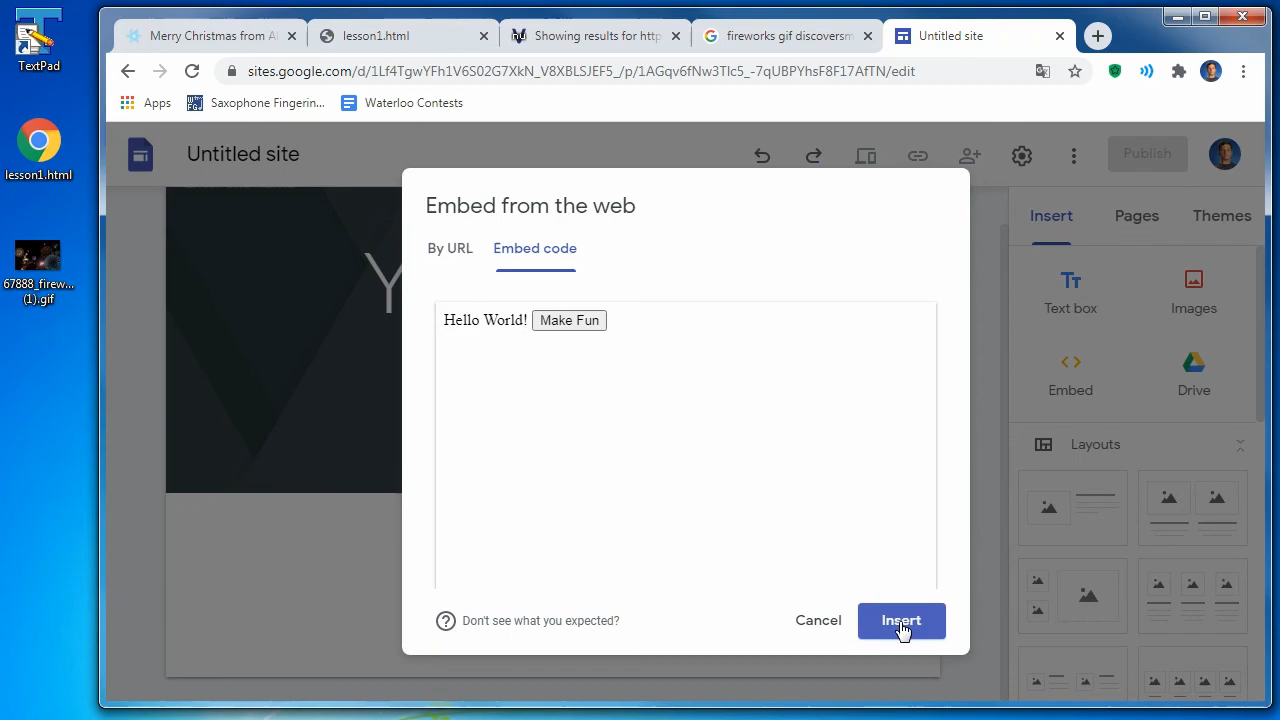 TextPad
lesson1.html
67888_firew...
(1).gif
Merry Christmas from Al
lesson1.html
Showing results for http
fireworks gif discoversm
Untitled site
sites.google.com/d/1Lf4TgwYFh1V6SO2G7ZkN_V8XBLSJEF5_/p/1AGqv6fNw3Tlc5_-7qUBPYhsF8F17AfTN/edit
Apps
Saxophone Fingerin...
Waterloo Contests
Untitled site
Publish
Embed from the web
By URL
Embed code
Hello World!
Make Fun
Don't see what you expected?
Cancel
Insert
Y
Insert
Pages
Themes
Text box
Images
Embed
Drive
Layouts